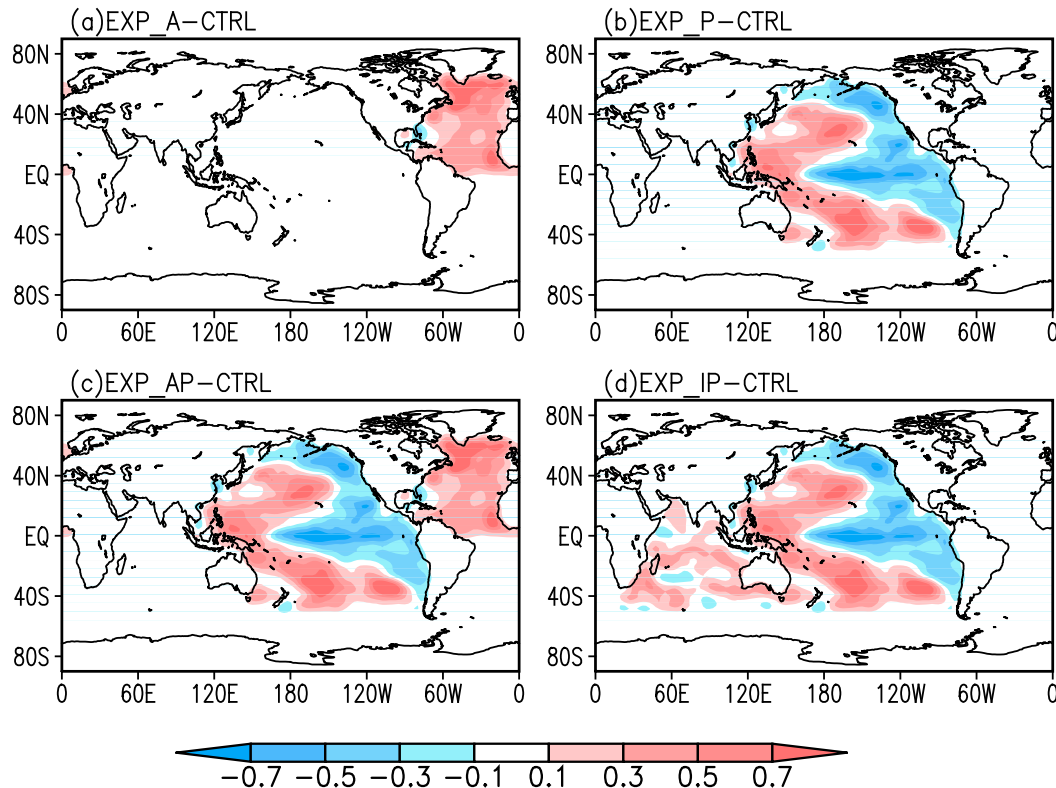 (a)EXP_A-CTRL
(b)EXP_P-CTRL
80N
40N
EQ
40S
80S
0 60E 120E 180 120W 60W 0
80N
40N
EQ
40S
80S
0 60E 120E 180 120W 60W 0
(c)EXP_AP-CTRL
(d)EXP_IP-CTRL
80N
40N
EQ
40S
80S
0 60E 120E 180 120W 60W 0
80N
40N
EQ
40S
80S
0 60E 120E 180 120W 60W 0
-0.7 -0.5 -0.3 -0.1 0.1 0.3 0.5 0.7